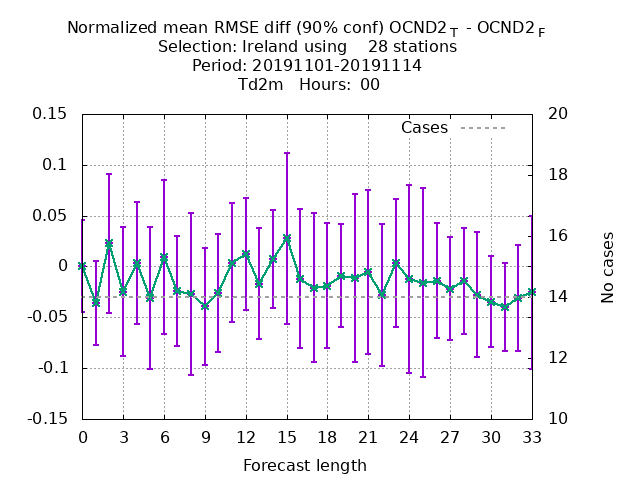 Normalized mean RMSE diff (90% conf) OCND2 T - OCND2 F
Selection: Ireland using 28 stations
Period: 20191101-20191114
Td2m Hours: 00
0.15
0.1
0.05
0
-0.05
-0.1
-0.15
20
18
16
14
12
10
Cases
No cases
0 3 6 9 12 15 18 21 24 27 30 33
Forecast length